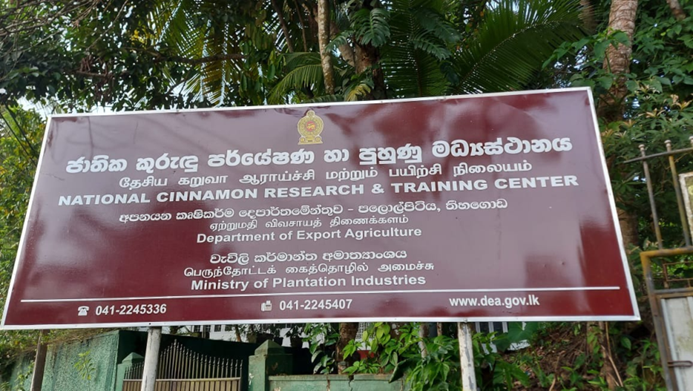 ජාතික කුරුඳු පර්යේෂණ හා පුහුණු මධ්‍යස්ථානය
தேசிய கறுவா ஆராய்ச்சி மற்றும் பயிற்சி நிலையம்
NATIONAL CINNAMON RESEARCH & TRAINING CENTER
අපනයන කෘෂිකර්ම දෙපාර්තමේන්තුව - පලොල්පිටිය, තිහගොඩ
ஏற்றுமதி விவசாயத் திணைக்களம்
Department of Export Agriculture
වැවිලි කර්මාන්ත අමාත්‍යාංශය
பெருந்தோட்டக் கைத்தொழில் அமைச்சு
Ministry of Plantation Industries
041-2245336 041-2245407 www.dea.gov.lk